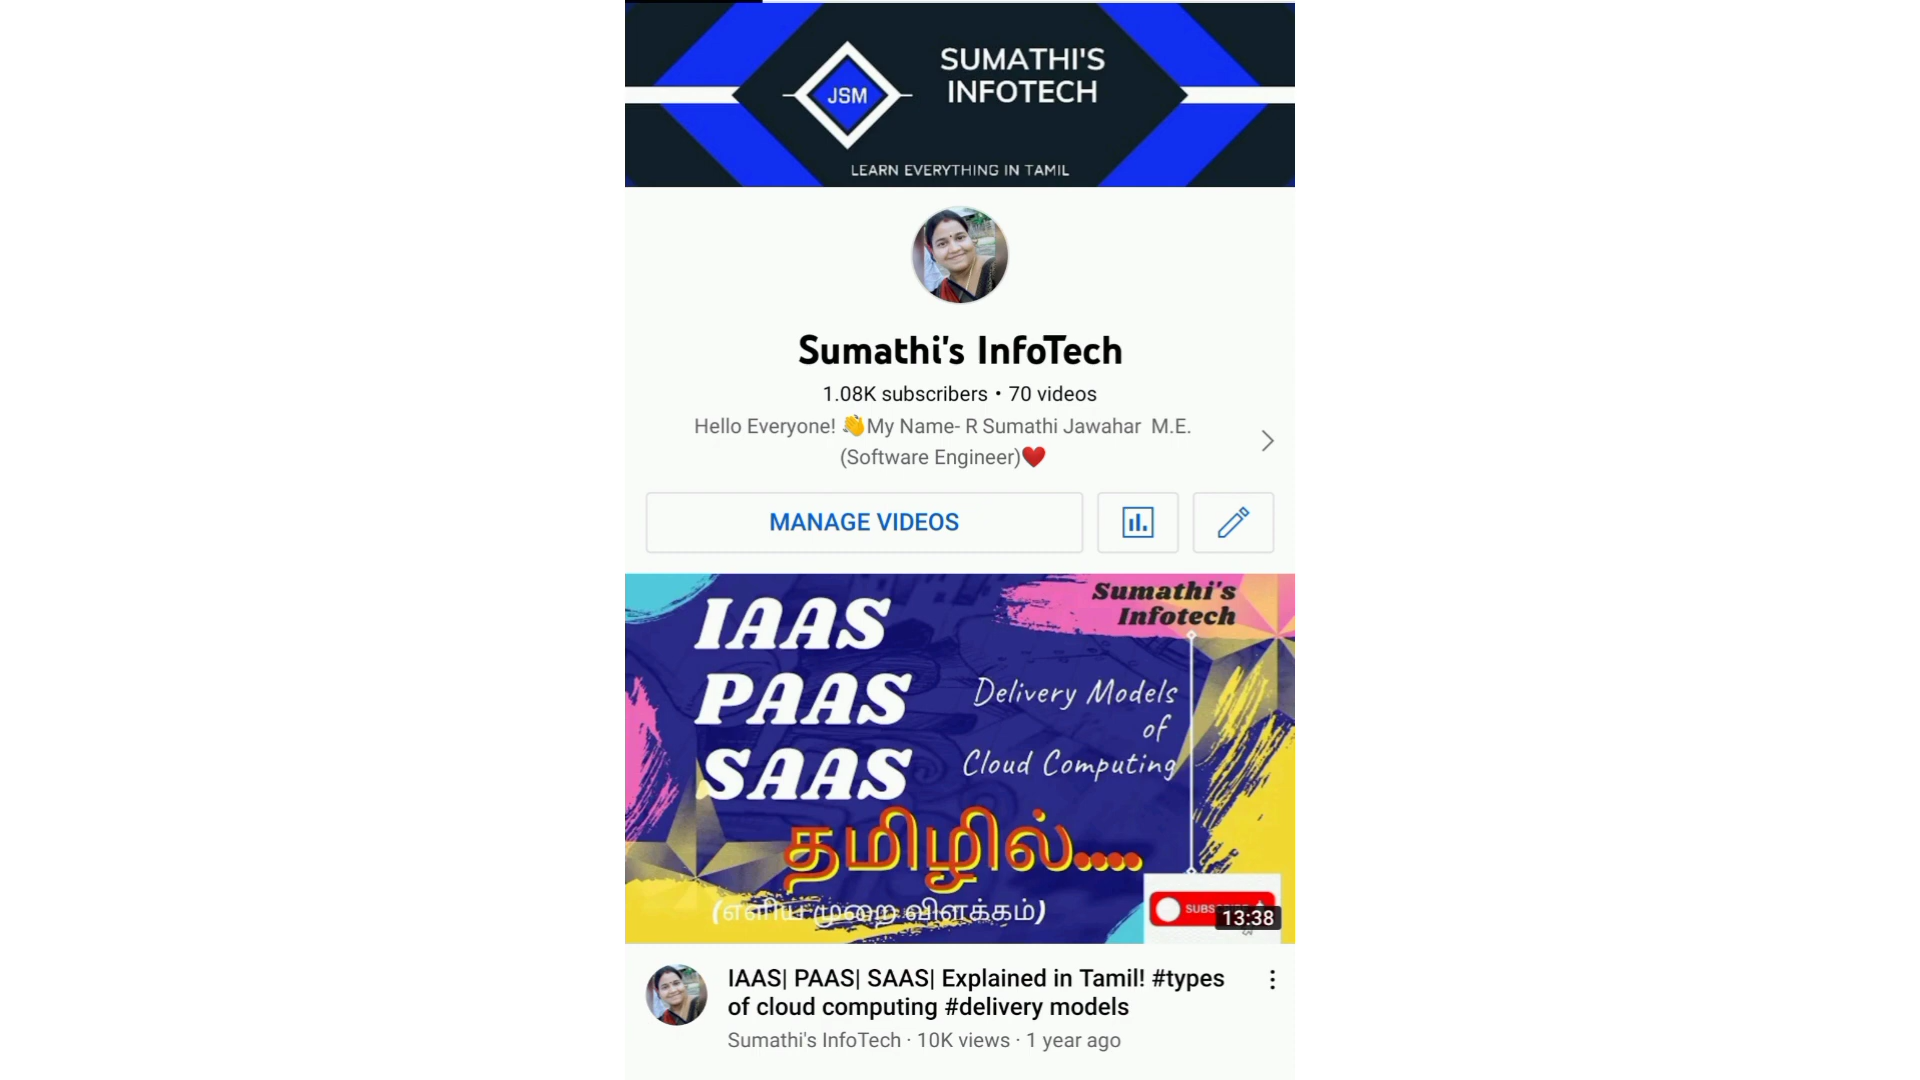 SUMATHI'S
INFOTECH
JSM
LEARN EVERYTHING IN TAMIL
Sumathi's InfoTech
1.08K subscribers • 70 videos
Hello Everyone! 👏My Name- R Sumathi Jawahar M.E.
(Software Engineer)❤️
MANAGE VIDEOS
Sumathi's
Infotech
IAAS
PAAS
SAAS
Delivery Models
of
Cloud Computing
தமிழில்....
(எளிய முறை விளக்கம்)
13:38
IAAS| PAAS| SAAS| Explained in Tamil! #types
of cloud computing #delivery models
Sumathi's InfoTech · 10K views · 1 year ago